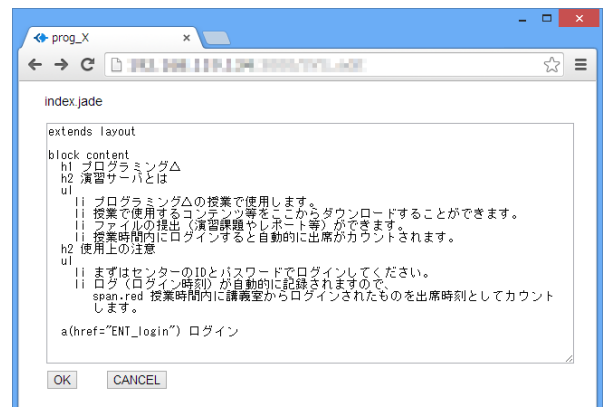 prog_X
index.jade
extends layout
block content
h1 プログラミング△
h2 演習サーバとは
ul
li プログラミング△の授業で使用します。
li 授業で使用するコンテンツ等をここからダウンロードすることができます。
li ファイルの提出（演習課題やレポート等）ができます。
li 授業時間内にログインすると自動的に出席がカウントされます。
h2 使用上の注意
ul
li まずはセンターのIDとパスワードでログインしてください。
li ログ（ログイン時刻）が自動的に記録されますので、
span.red 授業時間内に講義室からログインされたものを出席時刻としてカウント
します。
a(href="ENT_login") ログイン
OK CANCEL